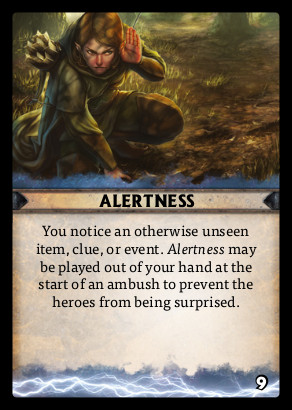 ALERTNESS
You notice an otherwise unseen
item, clue, or event. Alertness may
be played out of your hand at the
start of an ambush to prevent the
heroes from being surprised.
9